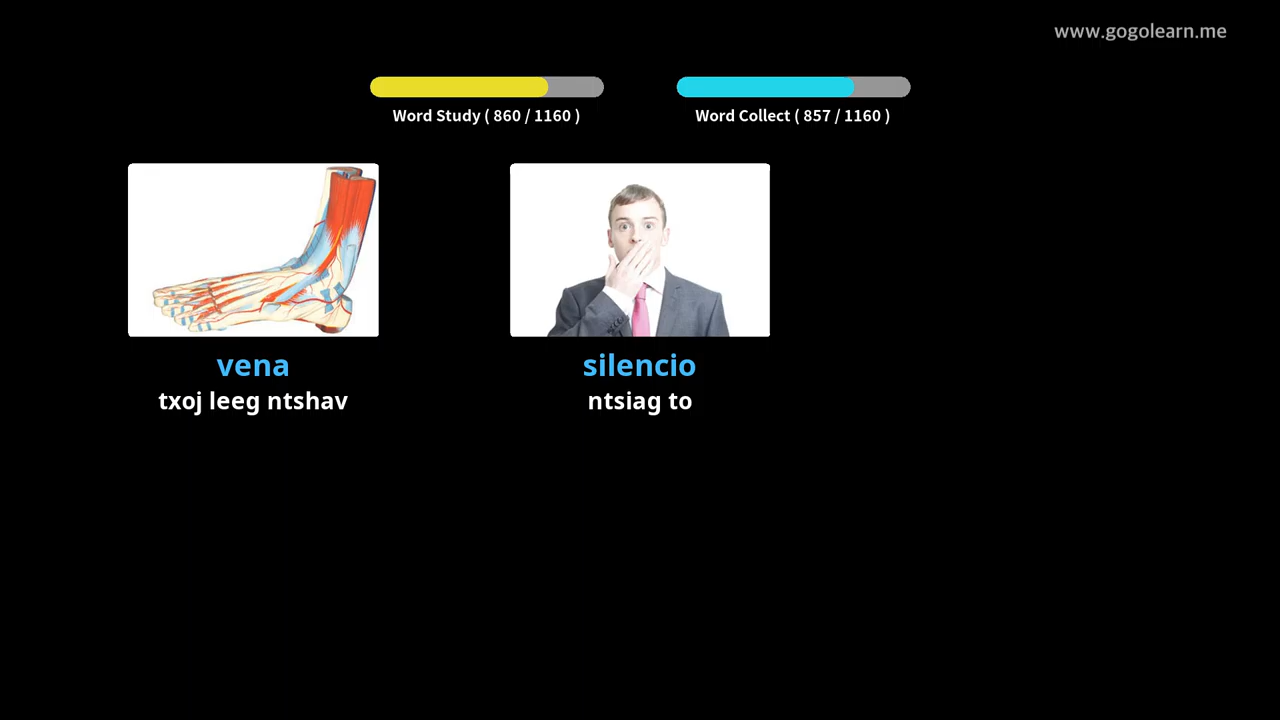 www.gogolearn.me
Word Study ( 860 / 1160 )
Word Collect ( 857 / 1160 )
vena
txoj leeg ntshav
silencio
ntsiag to